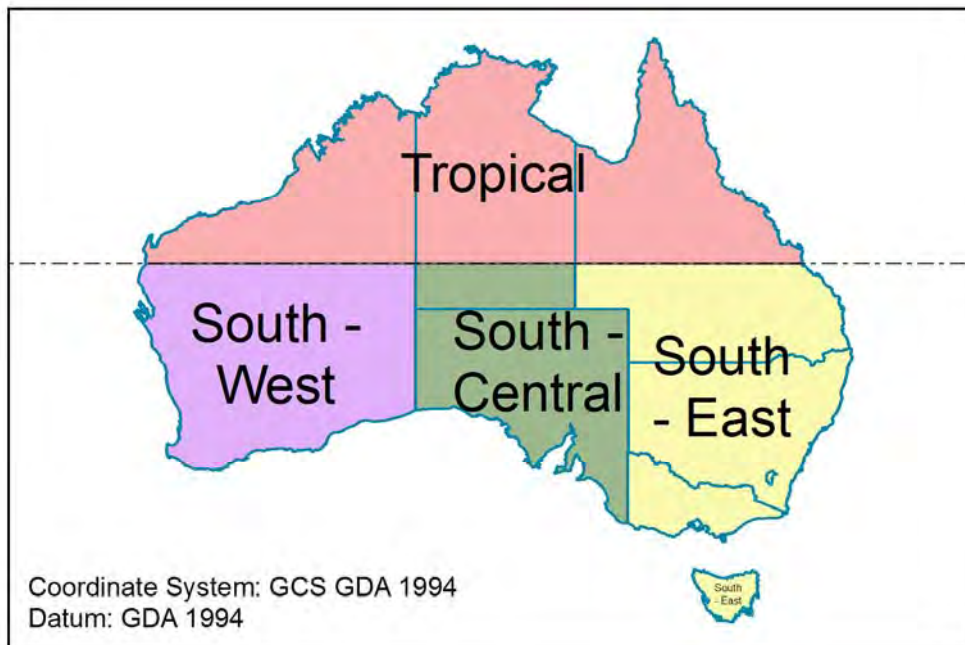 Tropical
South -
West
South -
Central
South
- East
South
- East
Coordinate System: GCS GDA 1994
Datum: GDA 1994